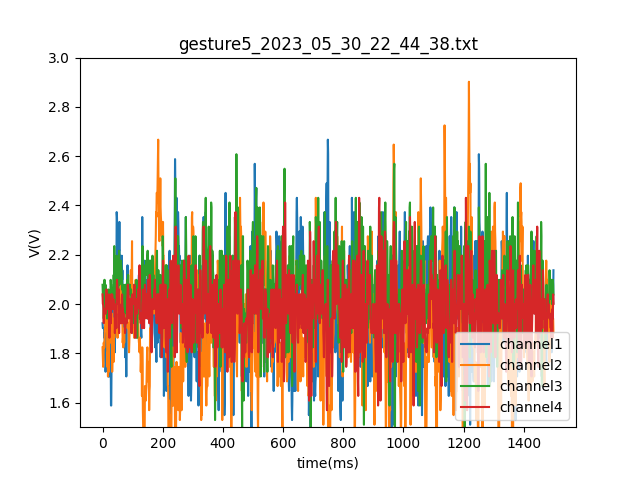 gesture5_2023_05_30_22_44_38.txt
V(V)
3.0
2.8
2.6
2.4
2.2
2.0
1.8
1.6
channel1
channel2
channel3
channel4
0 200 400 600 800 1000 1200 1400
time(ms)